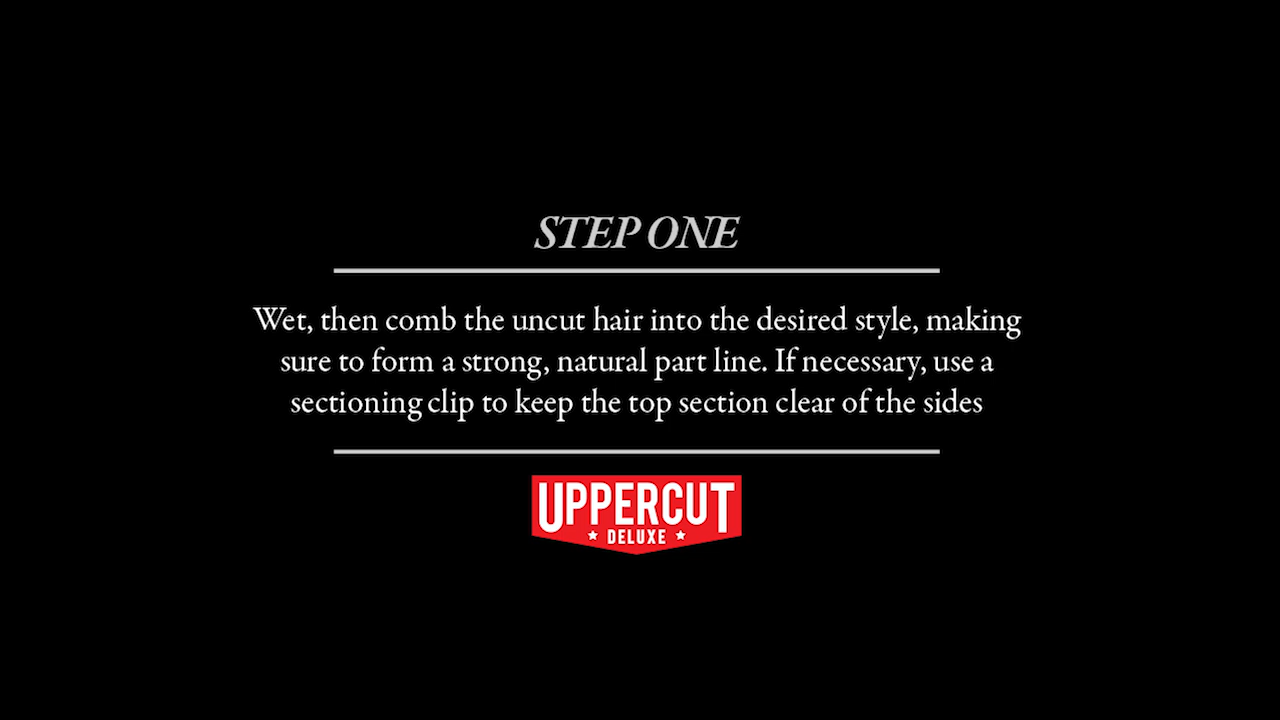 STEP ONE
Wet, then comb the uncut hair into the desired style, making
sure to form a strong, natural part line. If necessary, use a
sectioning clip to keep the top section clear of the sides
UPPERCUT
DELUXE